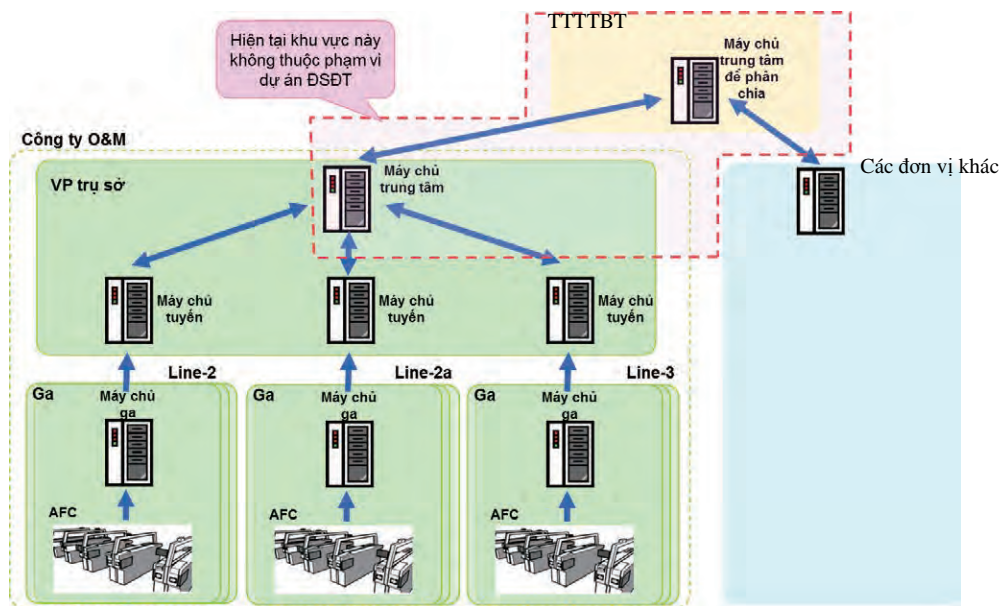 TTTTBT
Hiện tại khu vực này
không thuộc phạm vi
dự án ĐSĐT
Máy chủ
trung tâm
để phân
chia
Công ty O&M
Các đơn vị khác
VP trụ sở
Máy chủ
trung tâm
Máy chủ
tuyến
Máy chủ
tuyến
Máy chủ
tuyến
Line-2
Line-2a
Line-3
Ga
Máy chủ
ga
Ga
Máy chủ
ga
Ga
Máy chủ
ga
AFC
AFC
AFC